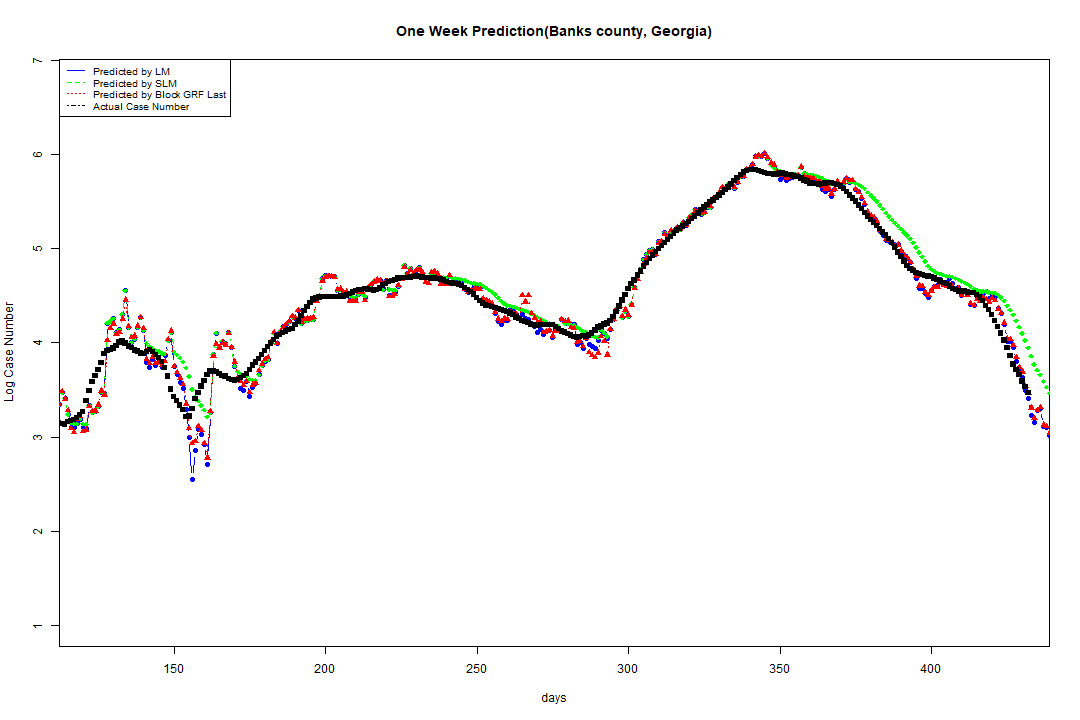 One Week Prediction(Banks county, Georgia)
Predicted by LM
Predicted by SLM
Predicted by Block GRF Last
Actual Case Number
7
6
5
4
3
2
1
Log Case Number
150 200 250 300 350 400
days